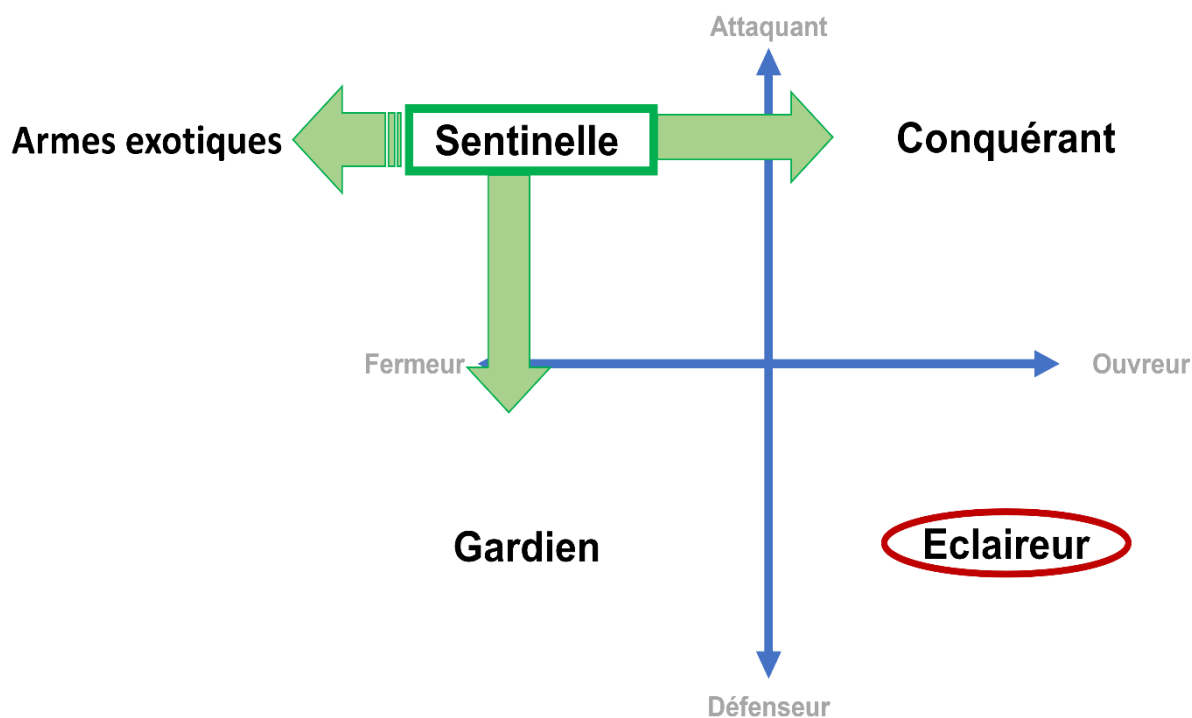 Attaquant
Armes exotiques
Sentinelle
Conquérant
Fermeur
Ouvreur
Gardien
Eclaireur
Défenseur